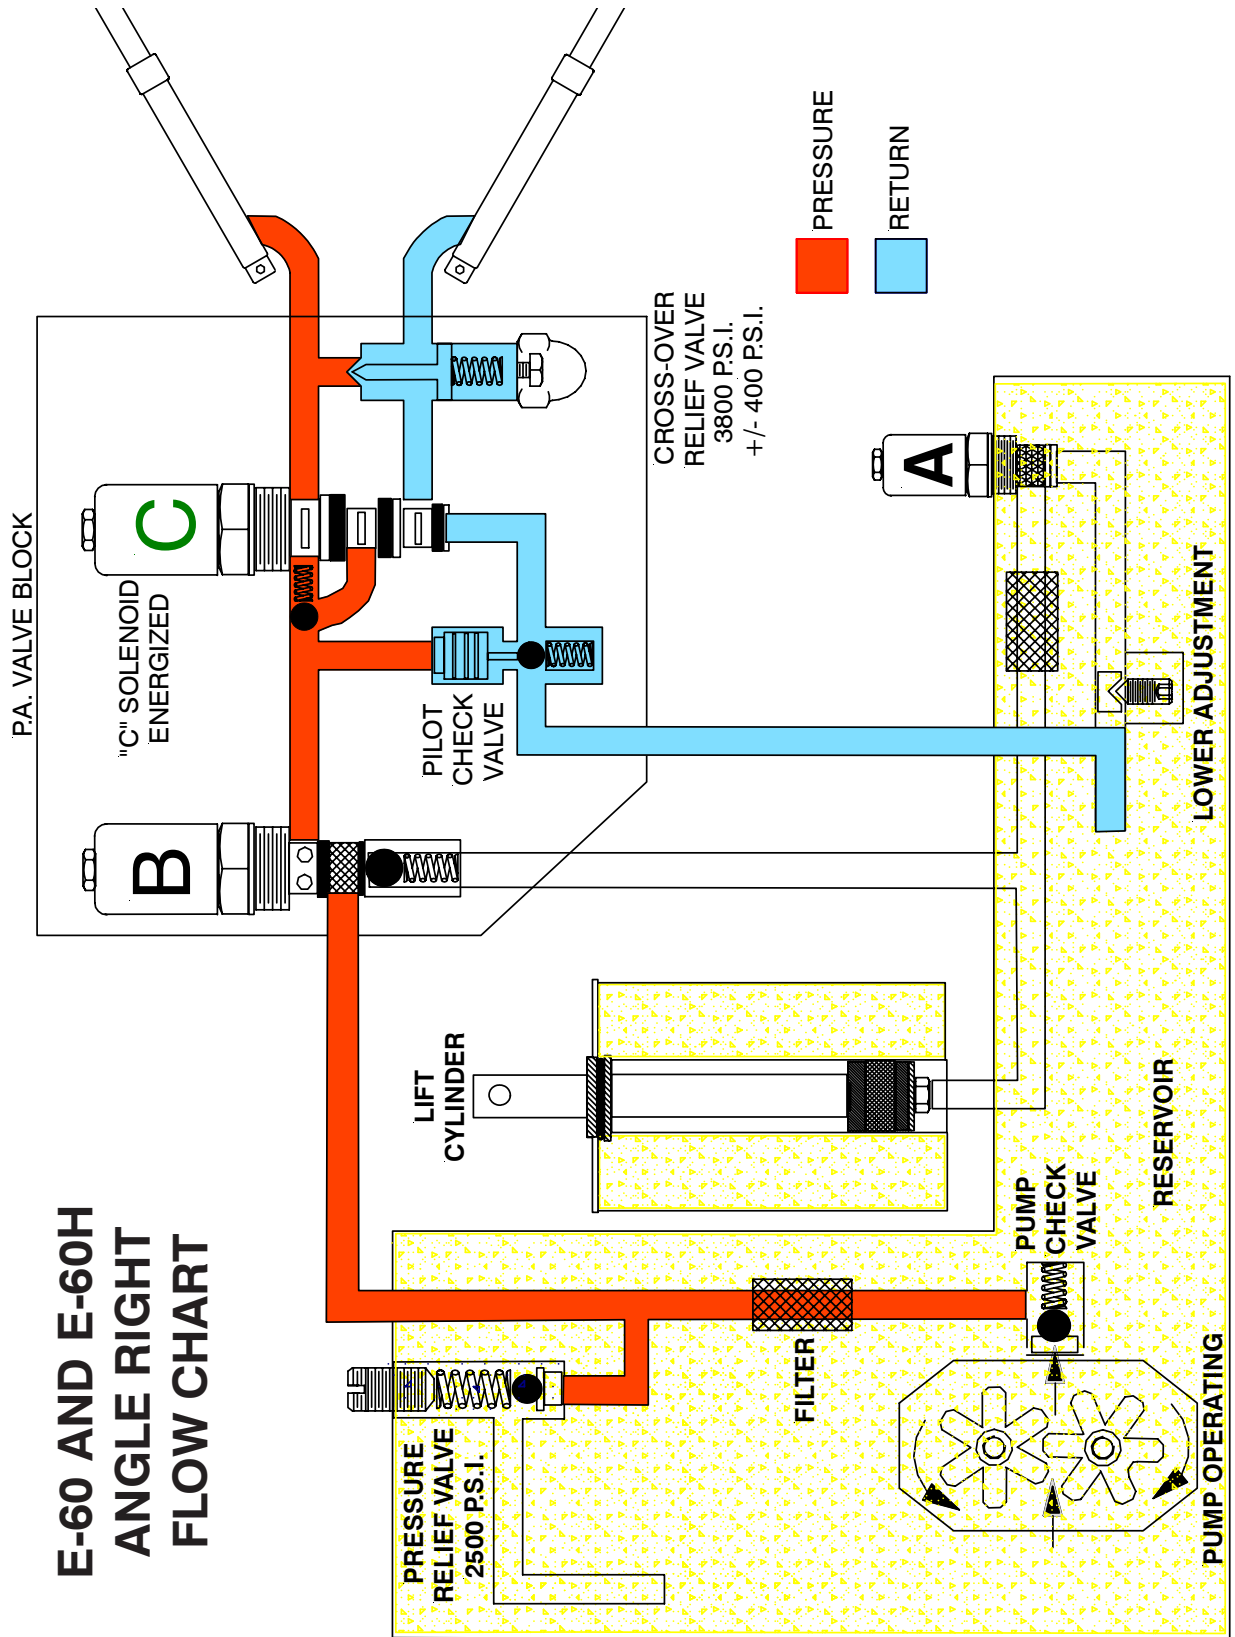 E-60 AND E-60H
ANGLE RIGHT
FLOW CHART
P.A. VALVE BLOCK
"C" SOLENOID
ENERGIZED
B
C
PILOT
CHECK
VALVE
CROSS-OVER
RELIEF VALVE
3800 P.S.I.
+/- 400 P.S.I.
PRESSURE
RETURN
LIFT
CYLINDER
A
PRESSURE
RELIEF VALVE
2500 P.S.I.
FILTER
PUMP
CHECK
VALVE
RESERVOIR
LOWER ADJUSTMENT
PUMP OPERATING